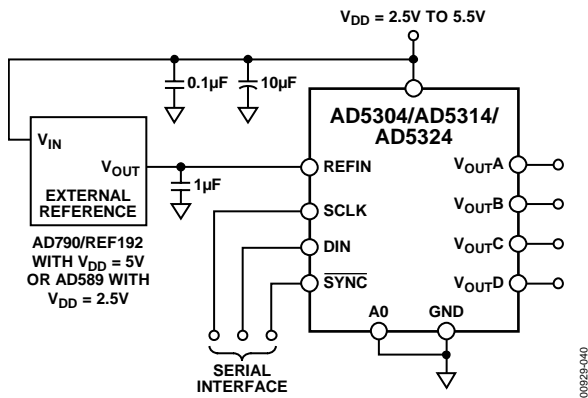 VDD = 2.5V TO 5.5V
0.1µF
10µF
AD5304/AD5314/
AD5324
VIN
VOUT
EXTERNAL
REFERENCE
1µF
REFIN
SCLK
DIN
SYNC
VOUTA
VOUTB
VOUTC
VOUTD
AD790/REF192
WITH VDD = 5V
OR AD589 WITH
VDD = 2.5V
A0
GND
SERIAL
INTERFACE
00929-040